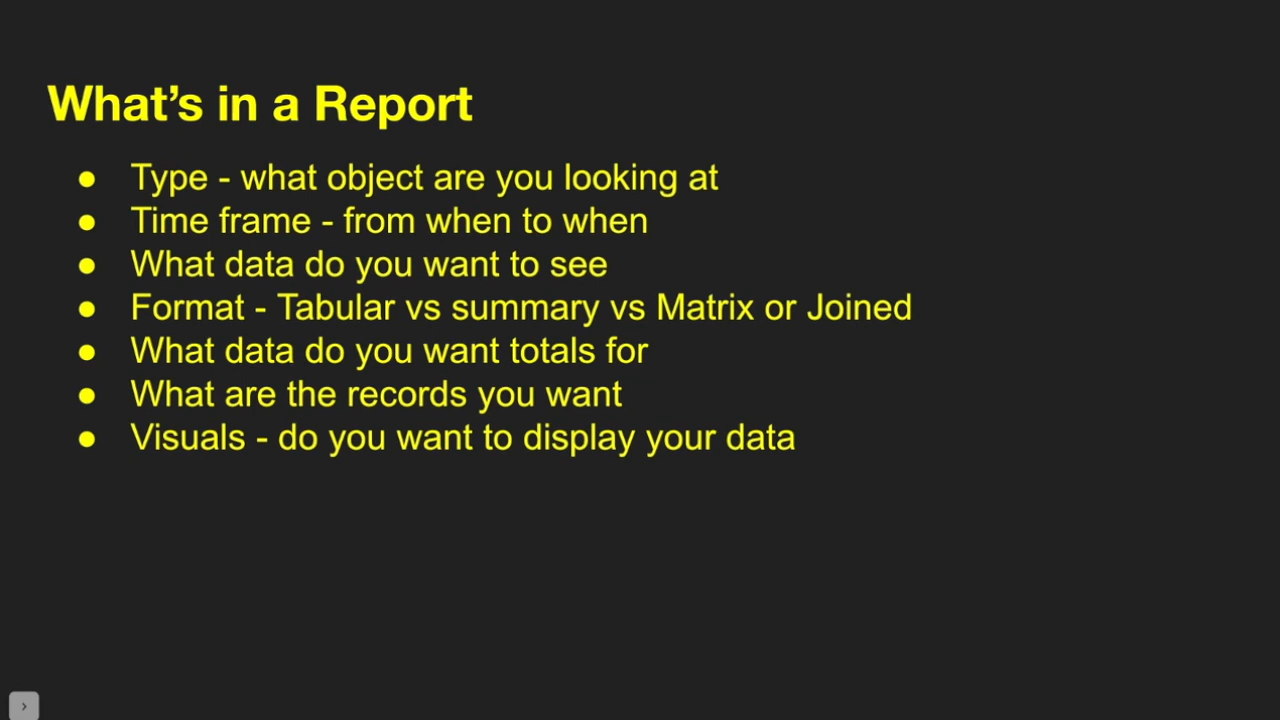 What's in a Report
● Type - what object are you looking at
● Time frame - from when to when
● What data do you want to see
● Format - Tabular vs summary vs Matrix or Joined
● What data do you want totals for
● What are the records you want
● Visuals - do you want to display your data
›